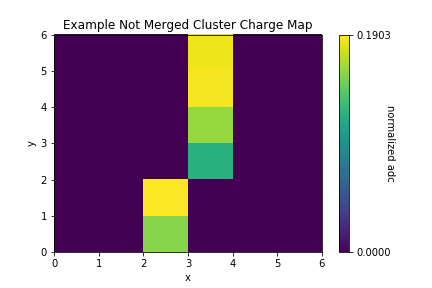 Example Not Merged Cluster Charge Map
6
5
4
3
2
1
0
y
0 1 2 3 4 5 6
x
0.1903
0.0000
normalized adc